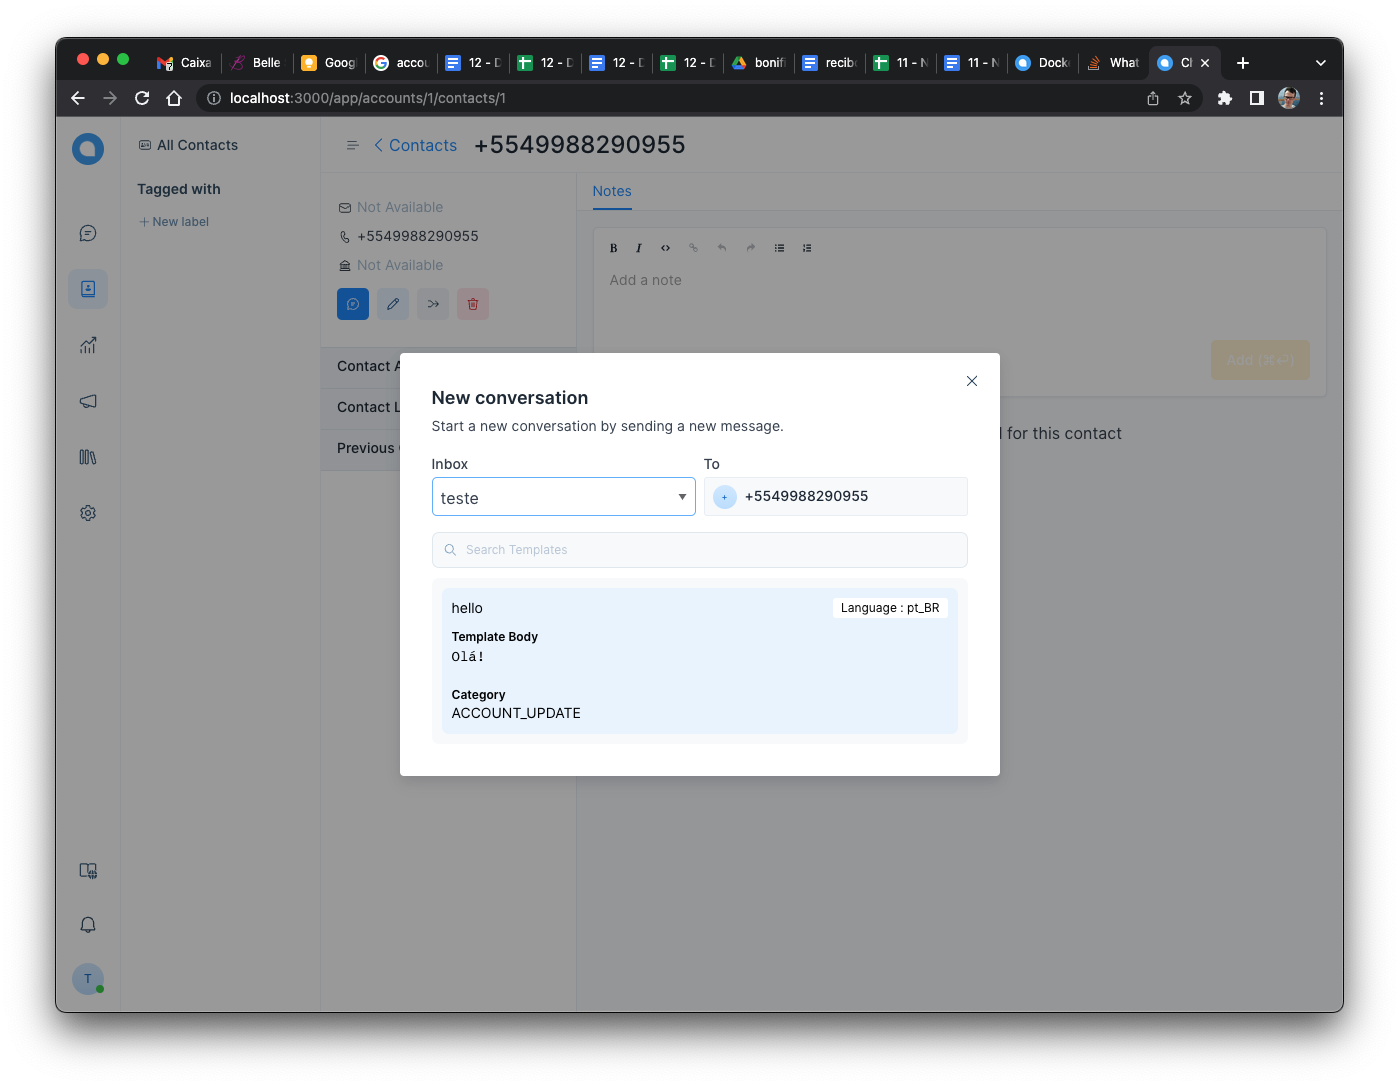 Caixa
Belle
Goog
accou
12 - D
12 - D
12 - D
12 - D
bonifi
recibo
11 - N
11 - N
Docke
What
Ch
localhost:3000/app/accounts/1/contacts/1
All Contacts
Tagged with
+ New label
Contacts
+5549988290955
Not Available
+5549988290955
Not Available
Contact A
Contact L
Previous
Notes
B I
Add a note
Add (⌘⏎)
for this contact
New conversation
Start a new conversation by sending a new message.
Inbox
To
teste
+
+5549988290955
Search Templates
hello
Language : pt_BR
Template Body
Olá!
Category
ACCOUNT_UPDATE
T